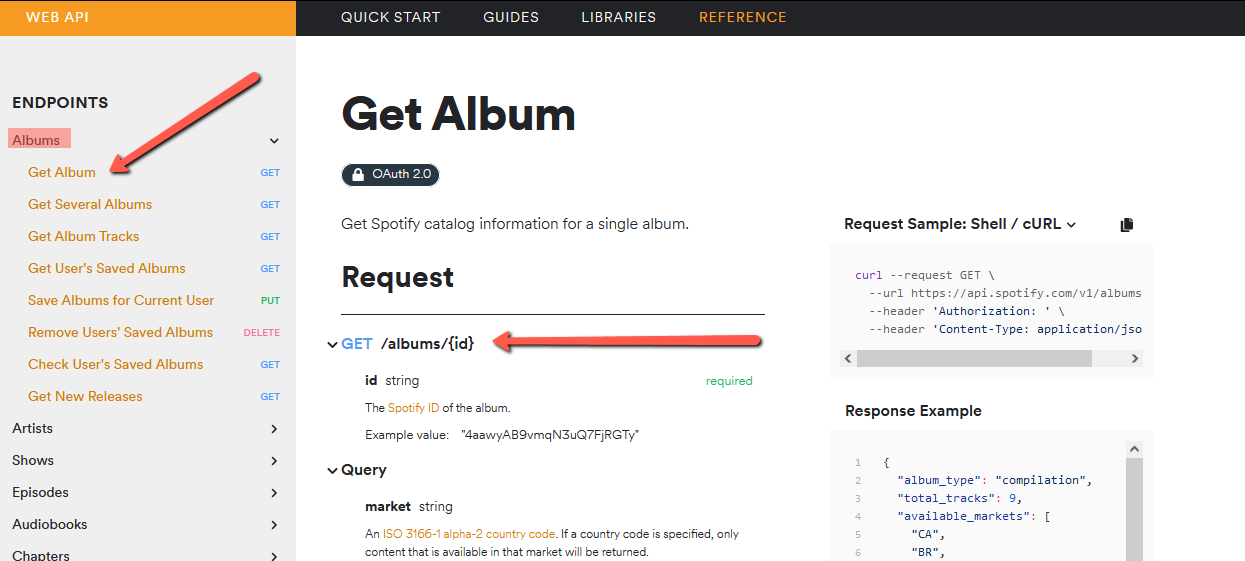 WEB API
QUICK START
GUIDES
LIBRARIES
REFERENCE
ENDPOINTS
Albums
Get Album GET
Get Several Albums GET
Get Album Tracks GET
Get User's Saved Albums GET
Save Albums for Current User PUT
Remove Users' Saved Albums DELETE
Check User's Saved Albums GET
Get New Releases GET
Artists
Shows
Episodes
Audiobooks
Chapters
Get Album
OAuth 2.0
Get Spotify catalog information for a single album.
Request
GET /albums/{id}
id string required
The Spotify ID of the album.
Example value: "4aawyAB9vmqN3uQ7FjRGTy"
Query
market string
An ISO 3166-1 alpha-2 country code. If a country code is specified, only
content that is available in that market will be returned.
Request Sample: Shell / cURL
curl --request GET \
--url https://api.spotify.com/v1/albums
--header 'Authorization: ' \
--header 'Content-Type: application/jso
Response Example
1 {
2 "album_type": "compilation",
3 "total_tracks": 9,
4 "available_markets": [
5 "CA",
6 "BR",